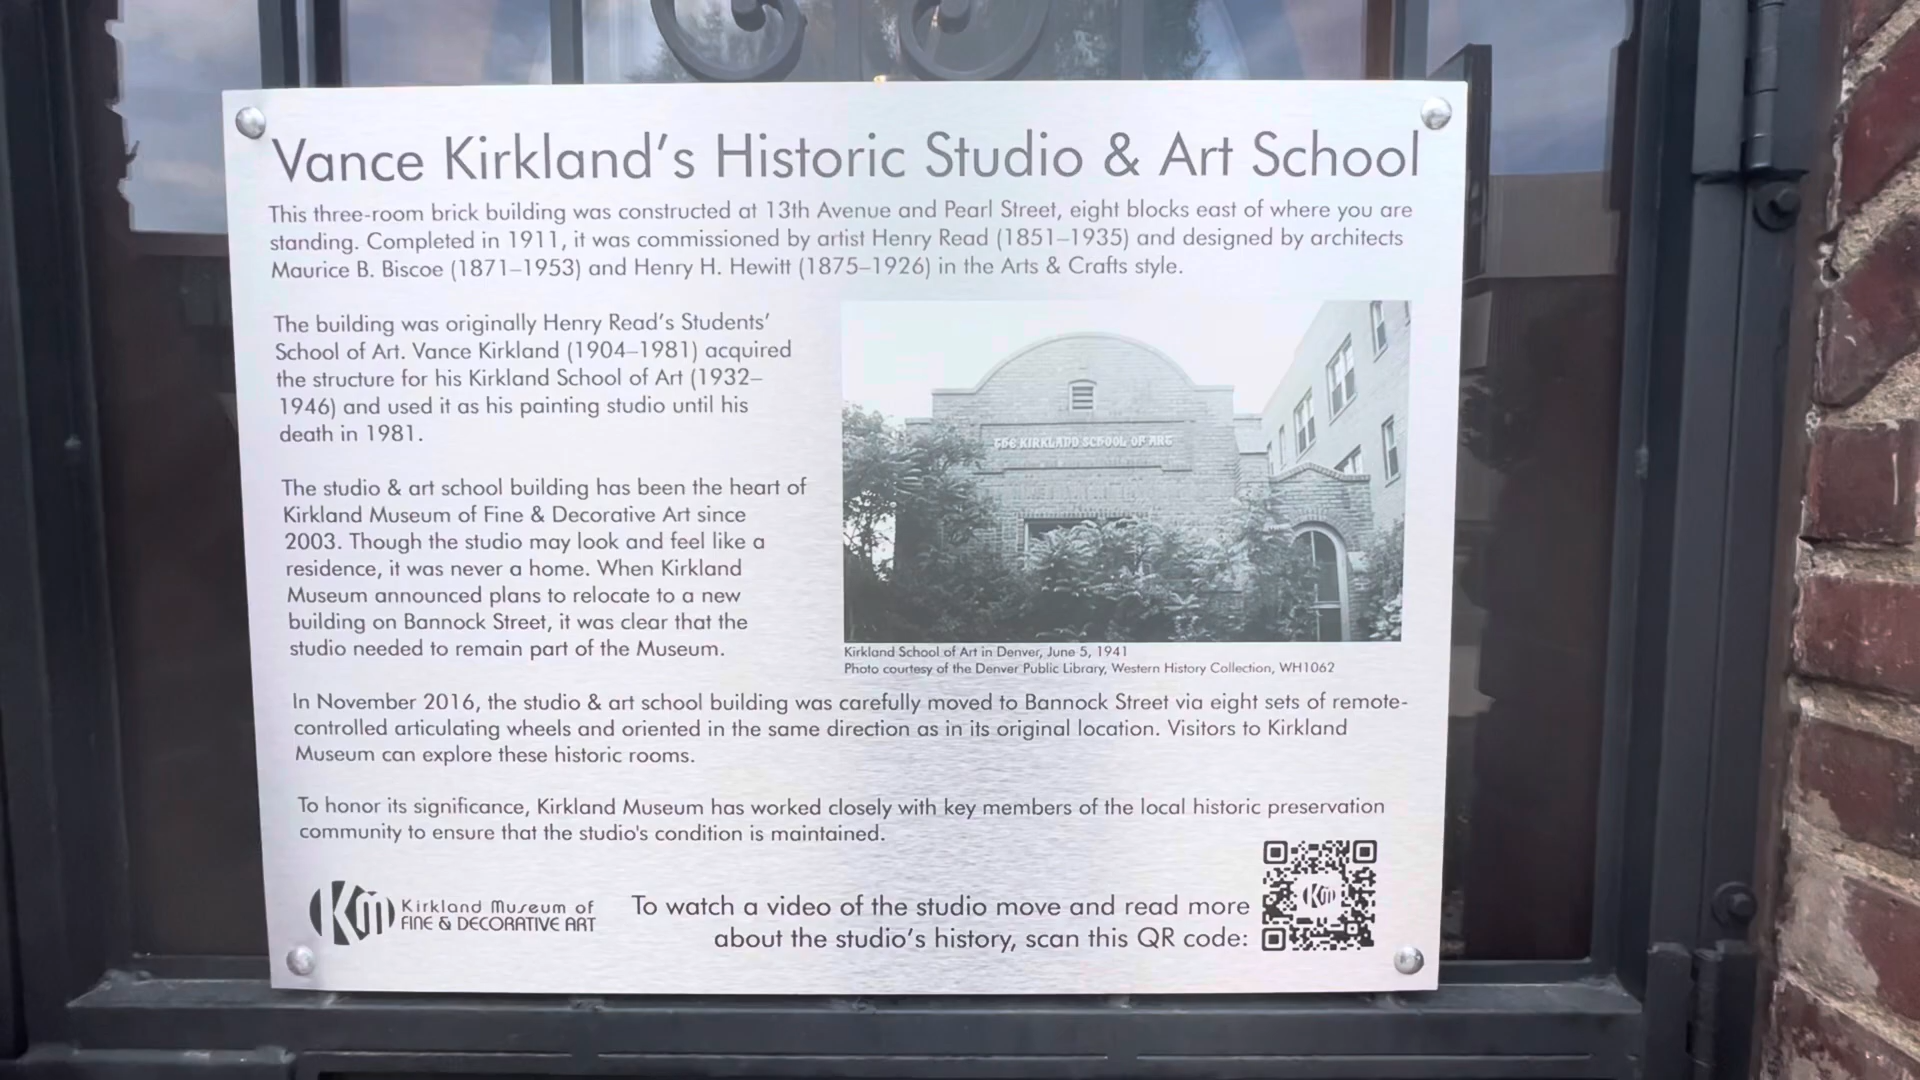 Vance Kirkland's Historic Studio & Art School
This three-room brick building was constructed at 13th Avenue and Pearl Street, eight blocks east of where you are
standing. Completed in 1911, it was commissioned by artist Henry Read (1851–1935) and designed by architects
Maurice B. Biscoe (1871–1953) and Henry H. Hewitt (1875–1926) in the Arts & Crafts style.
The building was originally Henry Read's Students'
School of Art. Vance Kirkland (1904–1981) acquired
the structure for his Kirkland School of Art (1932–
1946) and used it as his painting studio until his
death in 1981.
The studio & art school building has been the heart of
Kirkland Museum of Fine & Decorative Art since
2003. Though the studio may look and feel like a
residence, it was never a home. When Kirkland
Museum announced plans to relocate to a new
building on Bannock Street, it was clear that the
studio needed to remain part of the Museum.
THE KIRKLAND SCHOOL OF ART
Kirkland School of Art in Denver, June 5, 1941
Photo courtesy of the Denver Public Library, Western History Collection, WH1062
In November 2016, the studio & art school building was carefully moved to Bannock Street via eight sets of remote-
controlled articulating wheels and oriented in the same direction as in its original location. Visitors to Kirkland
Museum can explore these historic rooms.
To honor its significance, Kirkland Museum has worked closely with key members of the local historic preservation
community to ensure that the studio's condition is maintained.
Km
Kirkland Museum of
FINE & DECORATIVE ART
To watch a video of the studio move and read more
about the studio's history, scan this QR code:
Km